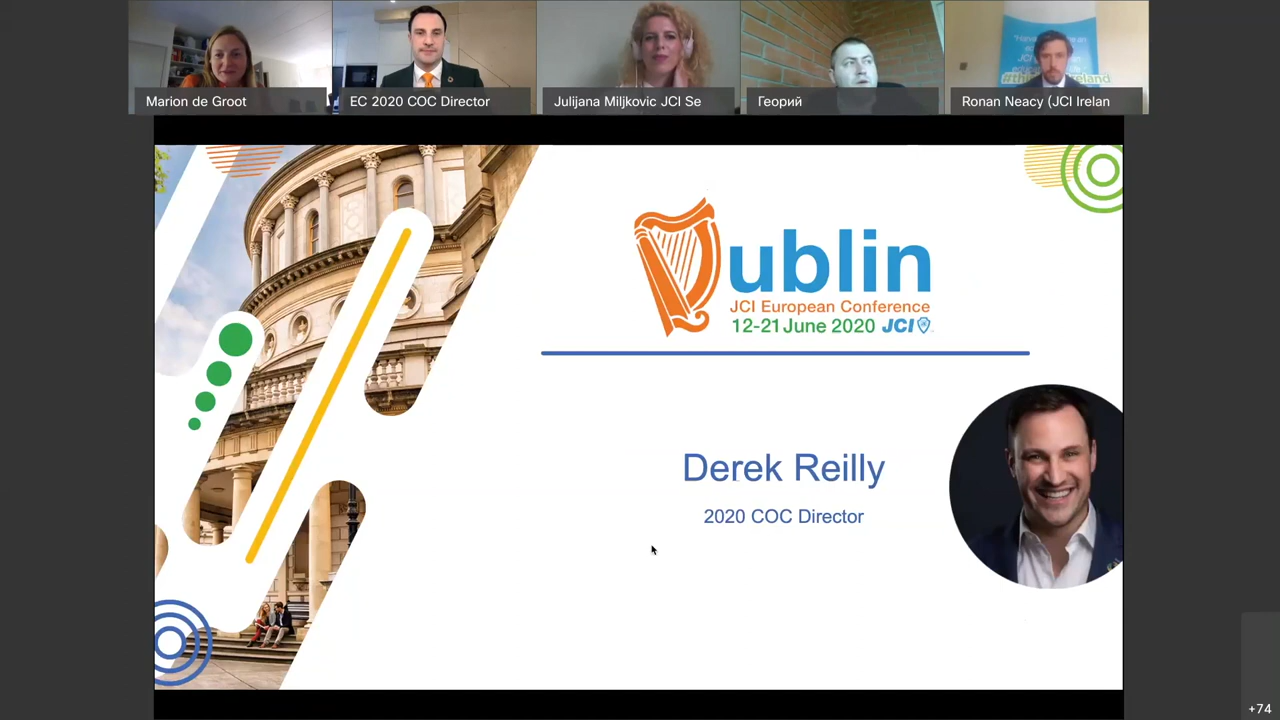 Marion de Groot
EC 2020 COC Director
Julijana Miljkovic JCI Se
Георий
Ronan Neacy (JCI Irelan
ublin
JCI European Conference
12-21 June 2020 JCI
Derek Reilly
2020 COC Director
+74